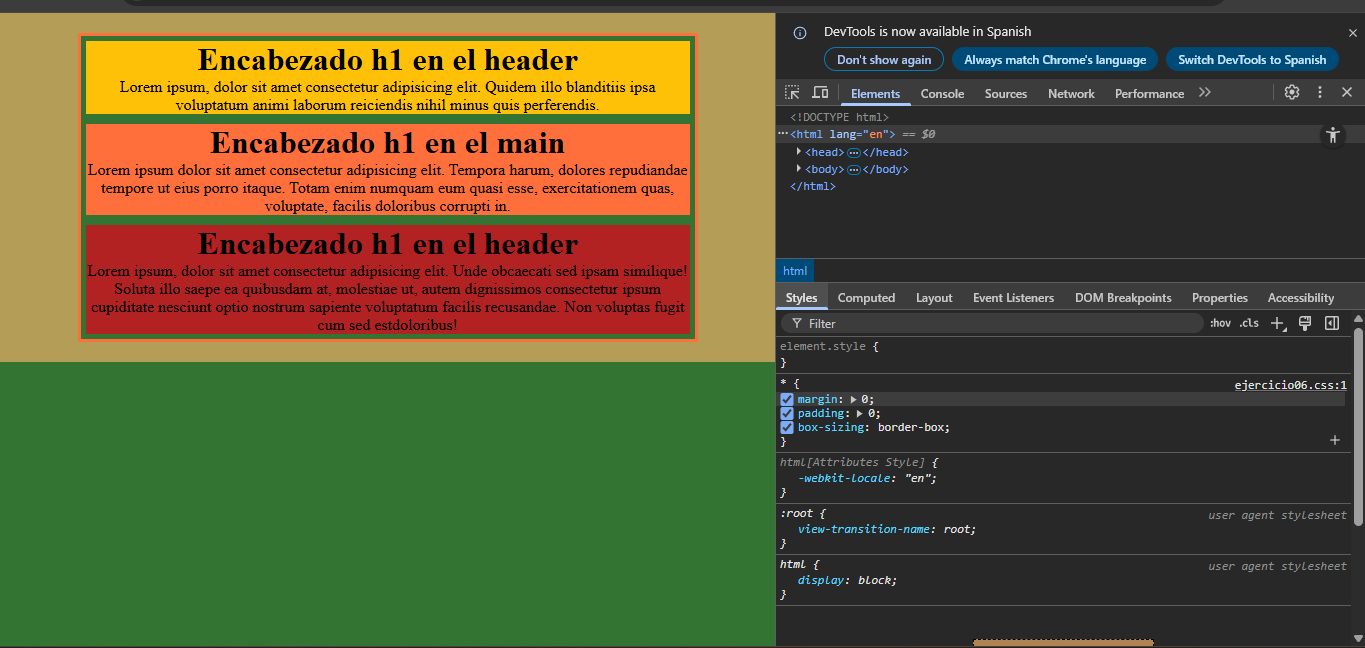 Encabezado h1 en el header
Lorem ipsum, dolor sit amet consectetur adipisicing elit. Quidem illo blanditiis ipsa
voluptatum animi laborum reiciendis nihil minus quis perferendis.
Encabezado h1 en el main
Lorem ipsum dolor sit amet consectetur adipisicing elit. Tempora harum, dolores repudiandae
tempore ut eius porro itaque. Totam enim numquam eum quasi esse, exercitationem quas,
voluptate, facilis doloribus corrupti in.
Encabezado h1 en el header
Lorem ipsum, dolor sit amet consectetur adipisicing elit. Unde obcaecati sed ipsam similique!
Soluta illo saepe ea quibusdam at, molestiae ut, autem dignissimos consectetur ipsum
cupiditate nesciunt optio nostrum sapiente voluptatum facilis recusandae. Non voluptas fugit
cum sed estdoloribus!
DevTools is now available in Spanish
Don't show again Always match Chrome's language Switch DevTools to Spanish
Elements Console Sources Network Performance
<!DOCTYPE html>
<html lang="en"> == $0
<head> </head>
<body> </body>
</html>
html
Styles Computed Layout Event Listeners DOM Breakpoints Properties Accessibility
Filter :hov .cls
element.style {
}
* { ejercicio06.css:1
margin: 0;
padding: 0;
box-sizing: border-box;
}
html[Attributes Style] {
-webkit-locale: "en";
}
:root { user agent stylesheet
view-transition-name: root;
}
html { user agent stylesheet
display: block;
}